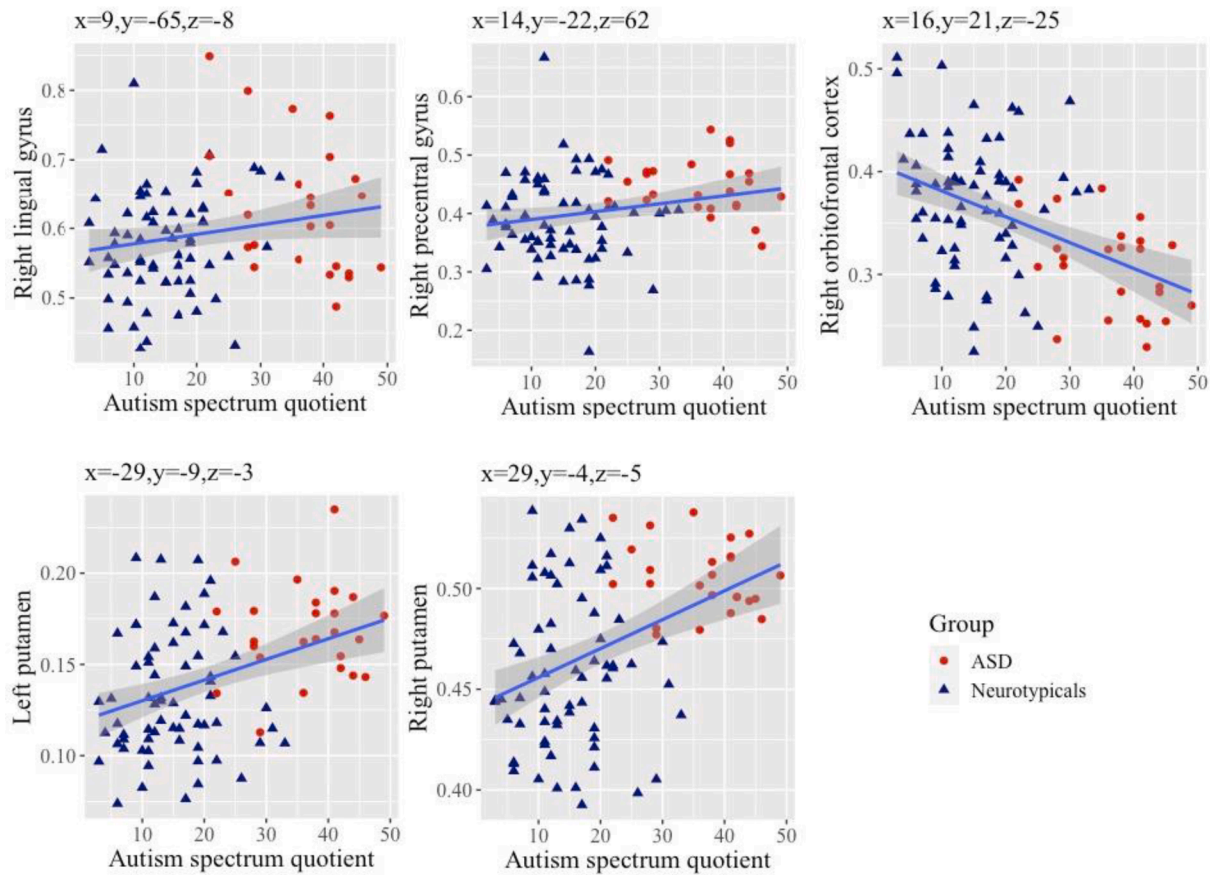 x=9,y=-65,z=-8
Right lingual gyrus
0.8
0.7
0.6
0.5
10 20 30 40 50
Autism spectrum quotient
x=14,y=-22,z=62
Right precentral gyrus
0.6
0.5
0.4
0.3
0.2
10 20 30 40 50
Autism spectrum quotient
x=16,y=21,z=-25
Right orbitofrontal cortex
0.5
0.4
0.3
10 20 30 40 50
Autism spectrum quotient
x=-29,y=-9,z=-3
Left putamen
0.20
0.15
0.10
10 20 30 40 50
Autism spectrum quotient
x=29,y=-4,z=-5
Right putamen
0.50
0.45
0.40
10 20 30 40 50
Autism spectrum quotient
Group
ASD
Neurotypicals